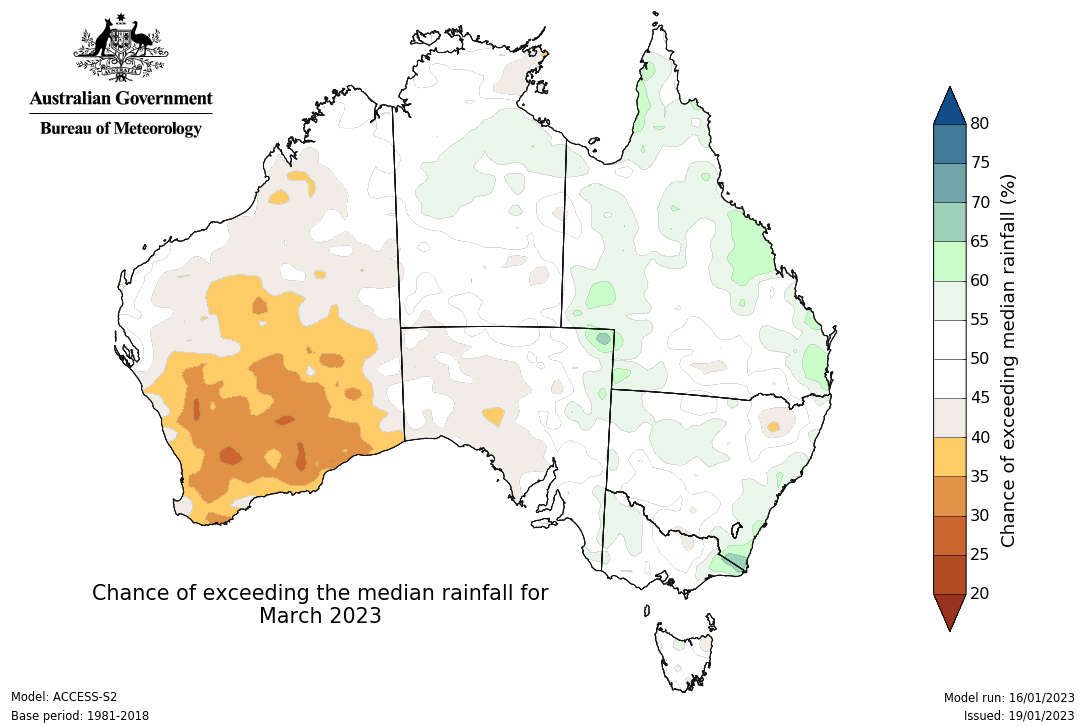 AUSTRALIA
Australian Government
Bureau of Meteorology
80
75
70
65
60
55
50
45
40
35
30
25
20
Chance of exceeding median rainfall (%)
Chance of exceeding the median rainfall for
March 2023
Model: ACCESS-S2
Base period: 1981-2018
Model run: 16/01/2023
Issued: 19/01/2023